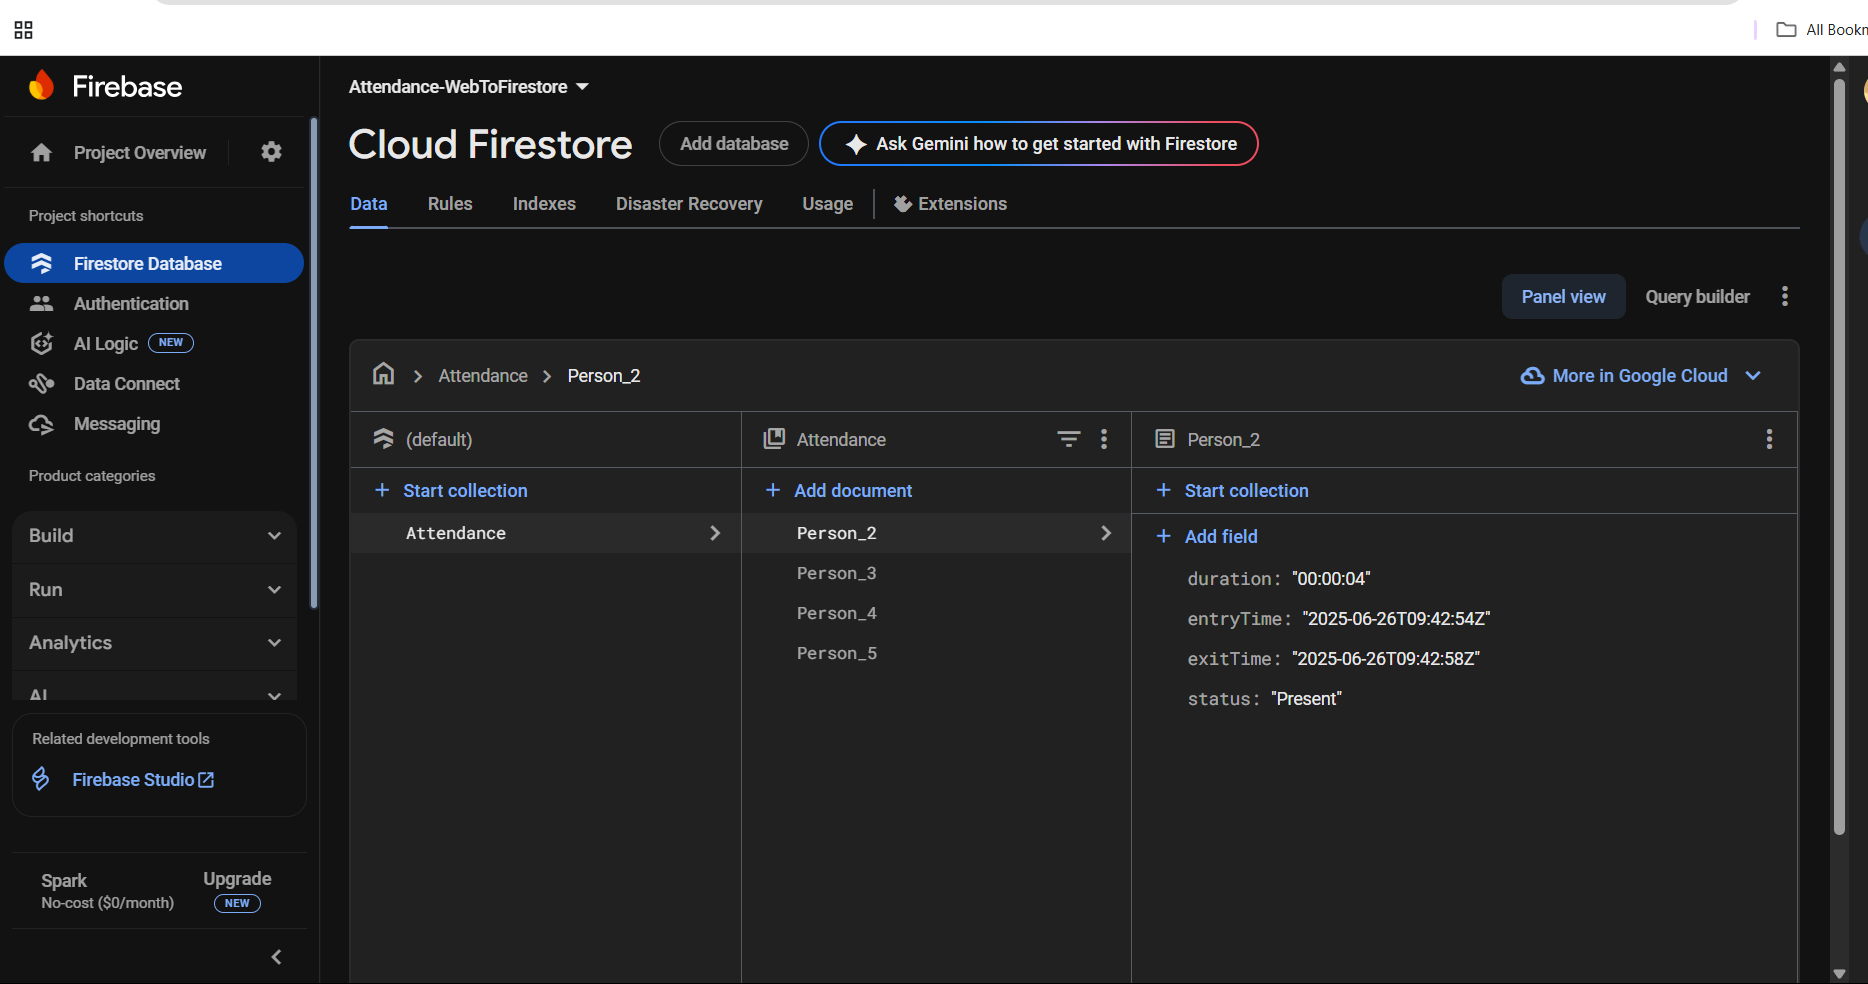 All Bookm
Firebase
Project Overview
Project shortcuts
Firestore Database
Authentication
AI Logic NEW
Data Connect
Messaging
Product categories
Build
Run
Analytics
AI
Related development tools
Firebase Studio
Spark
No-cost ($0/month)
Upgrade
NEW
Attendance-WebToFirestore
Cloud Firestore
Add database
Ask Gemini how to get started with Firestore
Data Rules Indexes Disaster Recovery Usage Extensions
Panel view Query builder
Attendance > Person_2
More in Google Cloud
(default)
+ Start collection
Attendance
Attendance
+ Add document
Person_2
Person_3
Person_4
Person_5
Person_2
+ Start collection
+ Add field
duration: "00:00:04"
entryTime: "2025-06-26T09:42:54Z"
exitTime: "2025-06-26T09:42:58Z"
status: "Present"